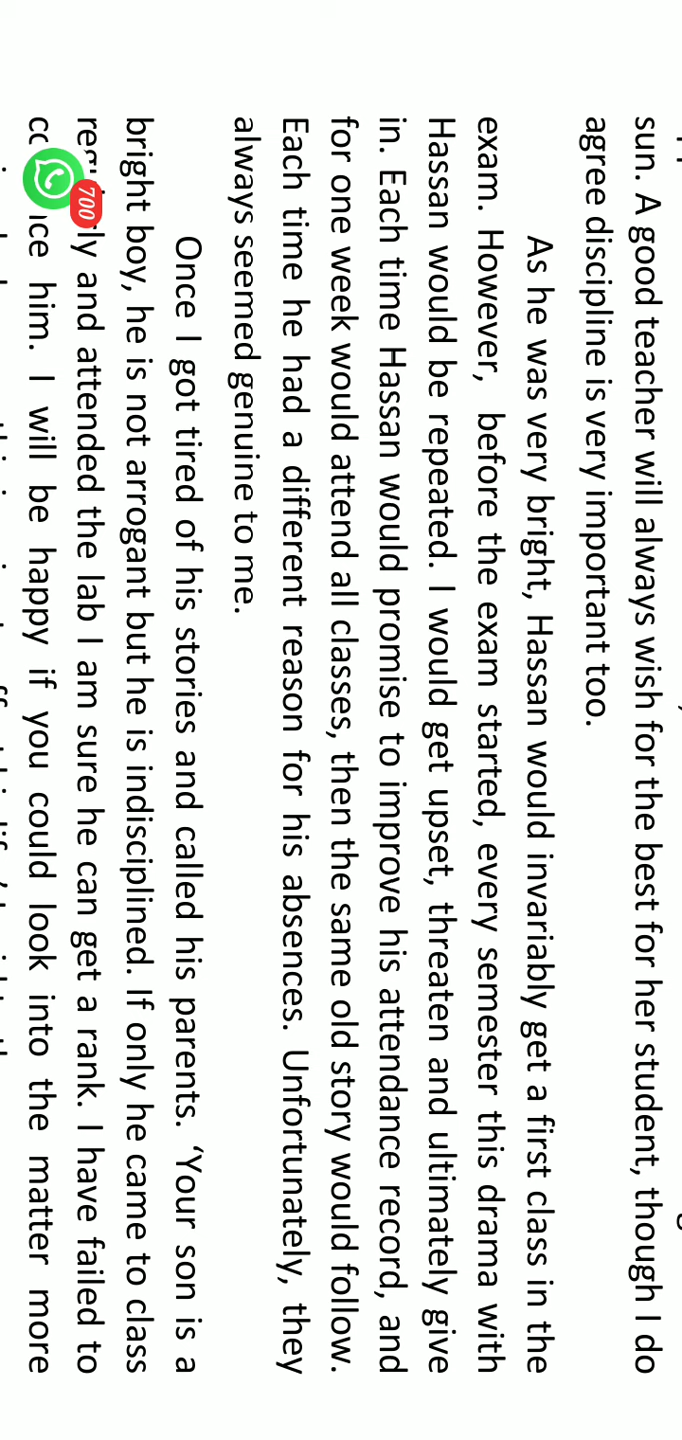 sun. A good teacher will always wish for the best for her student, though I do
agree discipline is very important too.
As he was very bright, Hassan would invariably get a first class in the
exam. However, before the exam started, every semester this drama with
Hassan would be repeated. I would get upset, threaten and ultimately give
in. Each time Hassan would promise to improve his attendance record, and
for one week would attend all classes, then the same old story would follow.
Each time he had a different reason for his absences. Unfortunately, they
always seemed genuine to me.
Once I got tired of his stories and called his parents. ‘Your son is a
bright boy, he is not arrogant but he is indisciplined. If only he came to class
and attended the lab I am sure he can get a rank. I have failed to
him. I will be happy if you could look into the matter more
700